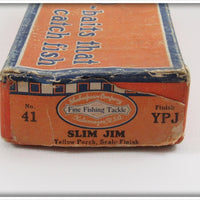 baits that
catch fish
No.
41
Fine Fishing Tackle
Finish
YPJ
SLIM JIM
Yellow Perch, Scale Finish